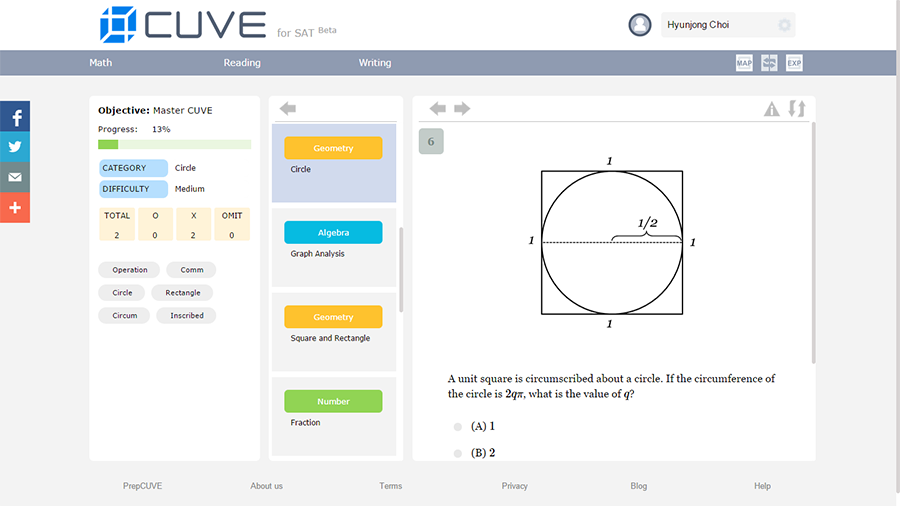 CUVE for SAT Beta
Hyunjong Choi
Math Reading Writing
MAP EXP
Objective: Master CUVE
Progress: 13%
CATEGORY Circle
DIFFICULTY Medium
TOTAL O X OMIT
2 0 2 0
Operation Comm
Circle Rectangle
Circum Inscribed
Geometry
Circle
Algebra
Graph Analysis
Geometry
Square and Rectangle
Number
Fraction
6
1
1/2
1 1
1
A unit square is circumscribed about a circle. If the circumference of
the circle is 2qπ, what is the value of q?
(A) 1
(B) 2
PrepCUVE About us Terms Privacy Blog Help